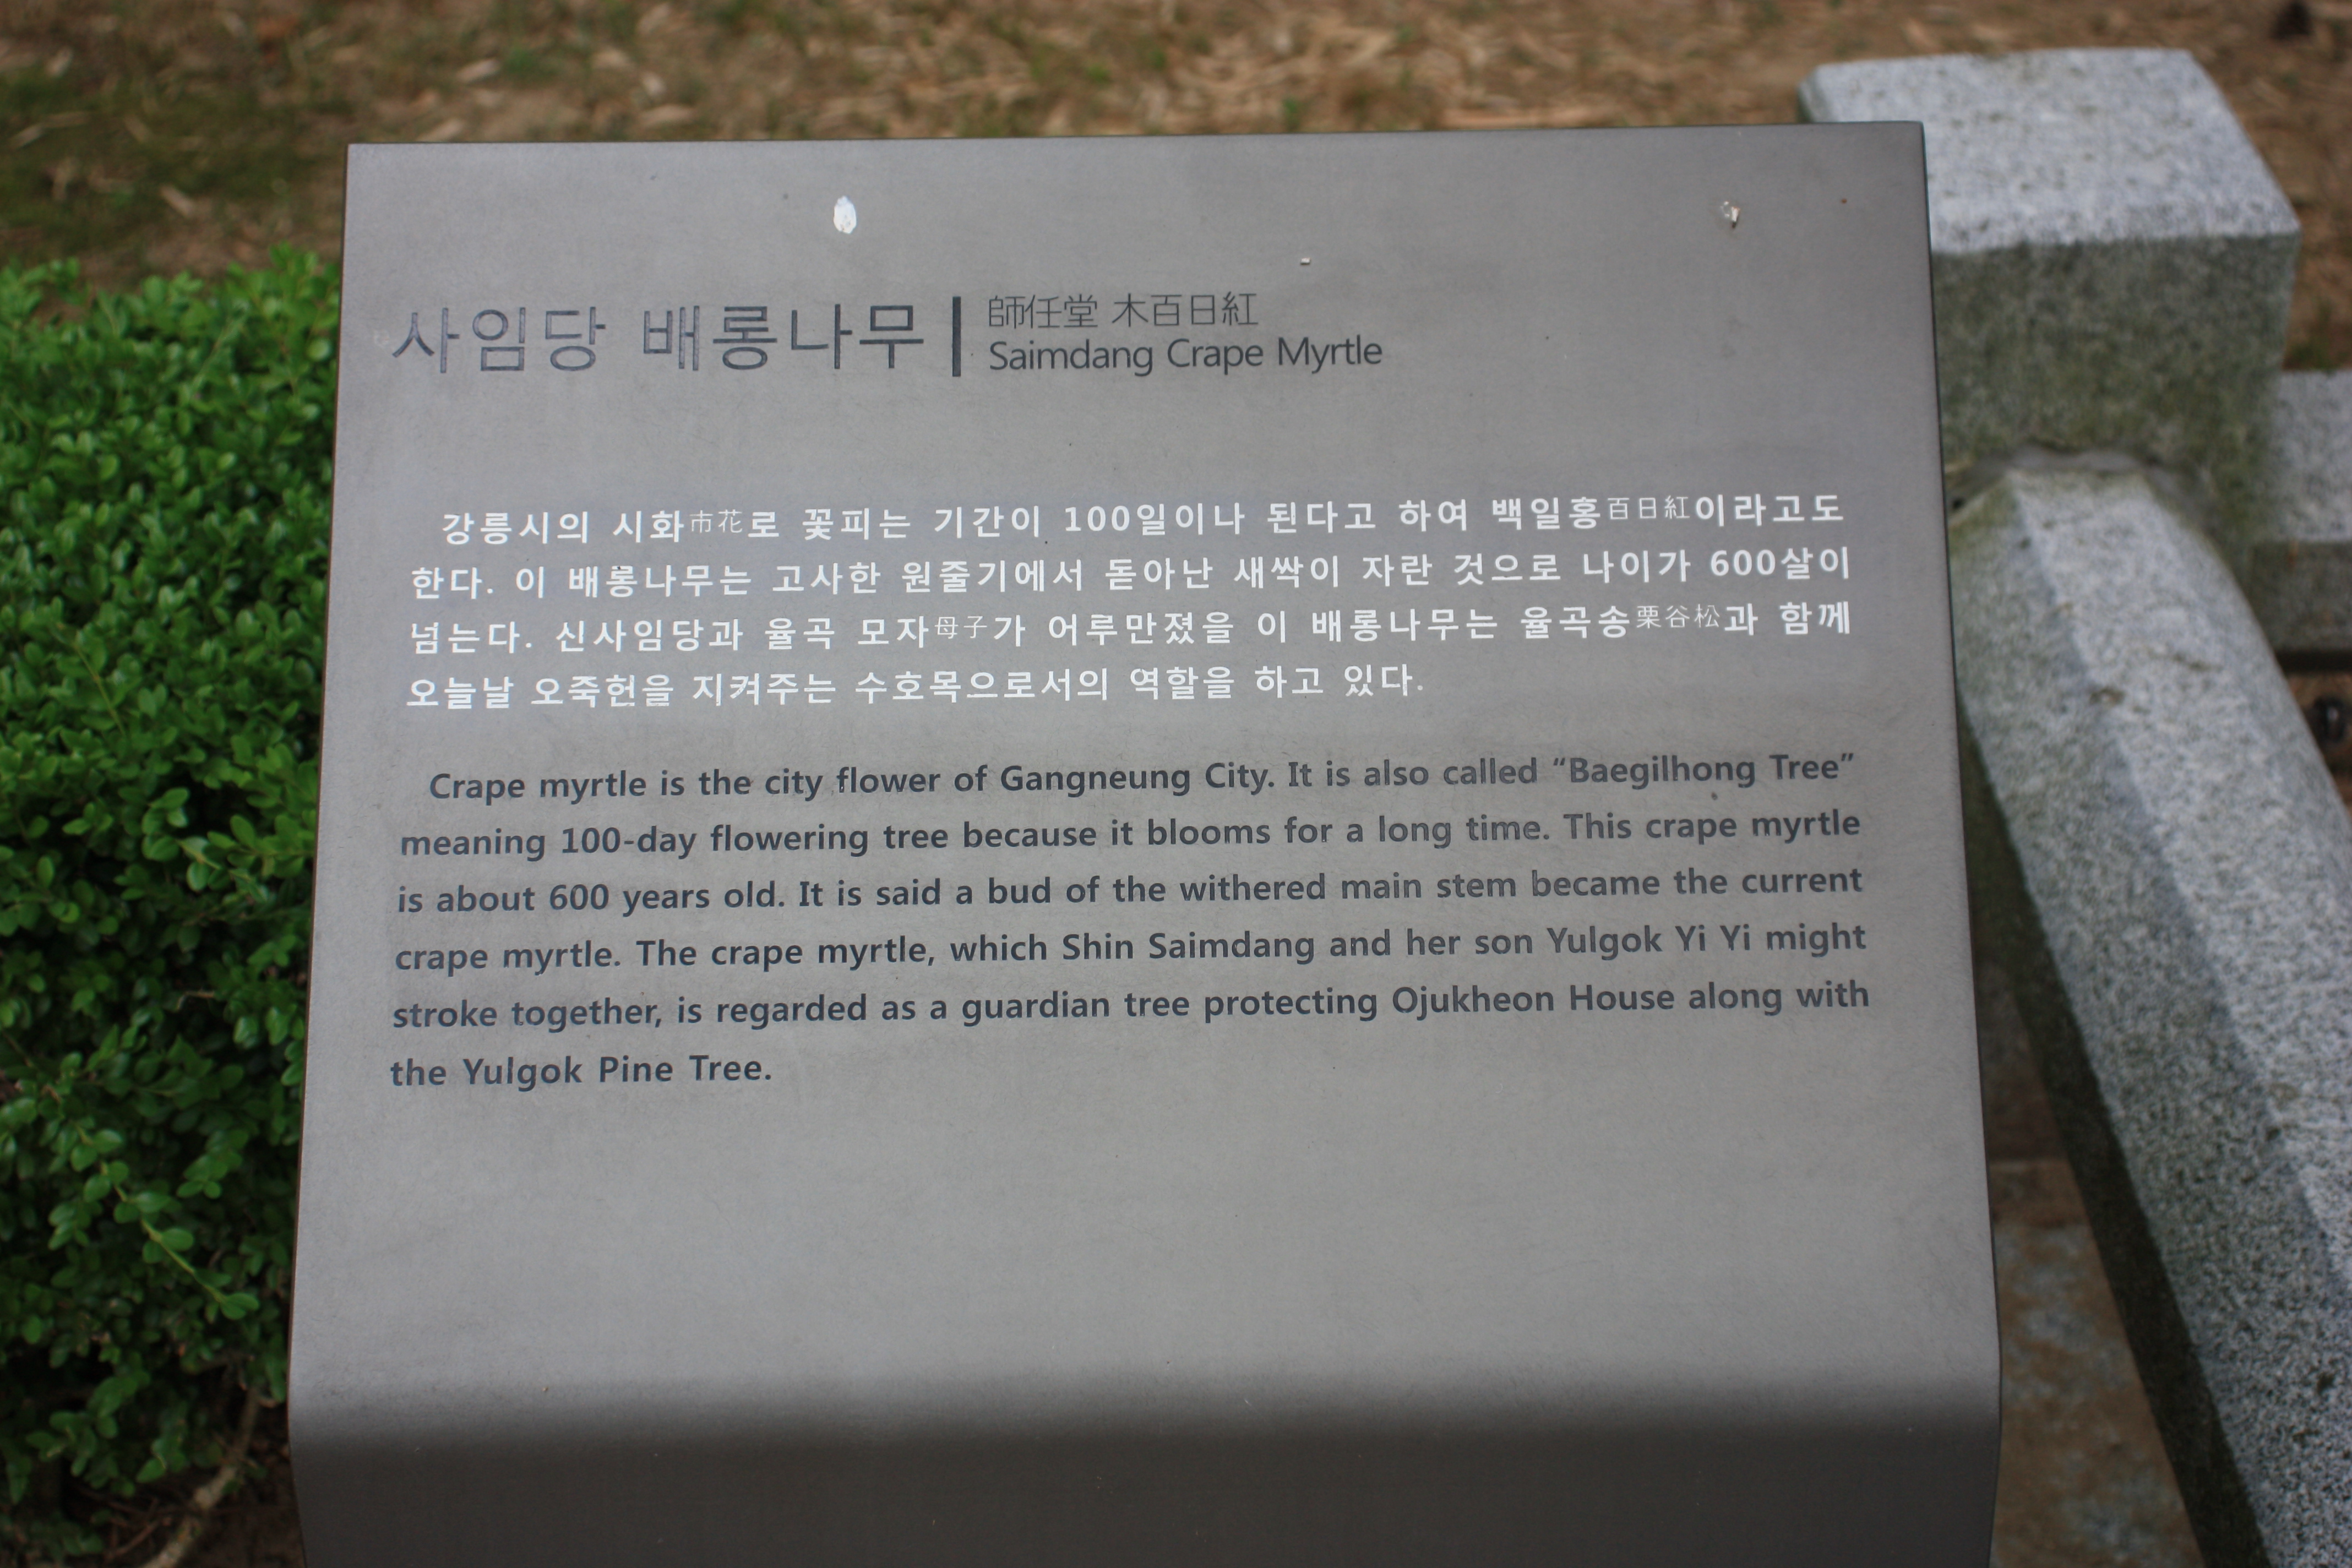 사임당 배롱나무
師任堂 木百日紅
Saimdang Crape Myrtle
강릉시의 시화市花로 꽃피는 기간이 100일이나 된다고 하여 백일홍百日紅이라고도
한다. 이 배롱나무는 고사한 원줄기에서 돋아난 새싹이 자란 것으로 나이가 600살이
넘는다. 신사임당과 율곡 모자母子가 어루만졌을 이 배롱나무는 율곡송栗谷松과 함께
오늘날 오죽헌을 지켜주는 수호목으로서의 역할을 하고 있다.
Crape myrtle is the city flower of Gangneung City. It is also called “Baegilhong Tree”
meaning 100-day flowering tree because it blooms for a long time. This crape myrtle
is about 600 years old. It is said a bud of the withered main stem became the current
crape myrtle. The crape myrtle, which Shin Saimdang and her son Yulgok Yi Yi might
stroke together, is regarded as a guardian tree protecting Ojukheon House along with
the Yulgok Pine Tree.